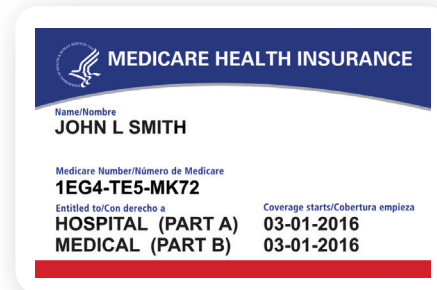 MEDICARE HEALTH INSURANCE
Name/Nombre
JOHN L SMITH
Medicare Number/Número de Medicare
1EG4-TE5-MK72
Entitled to/Con derecho a
Coverage starts/Cobertura empieza
HOSPITAL (PART A) 03-01-2016
MEDICAL (PART B) 03-01-2016